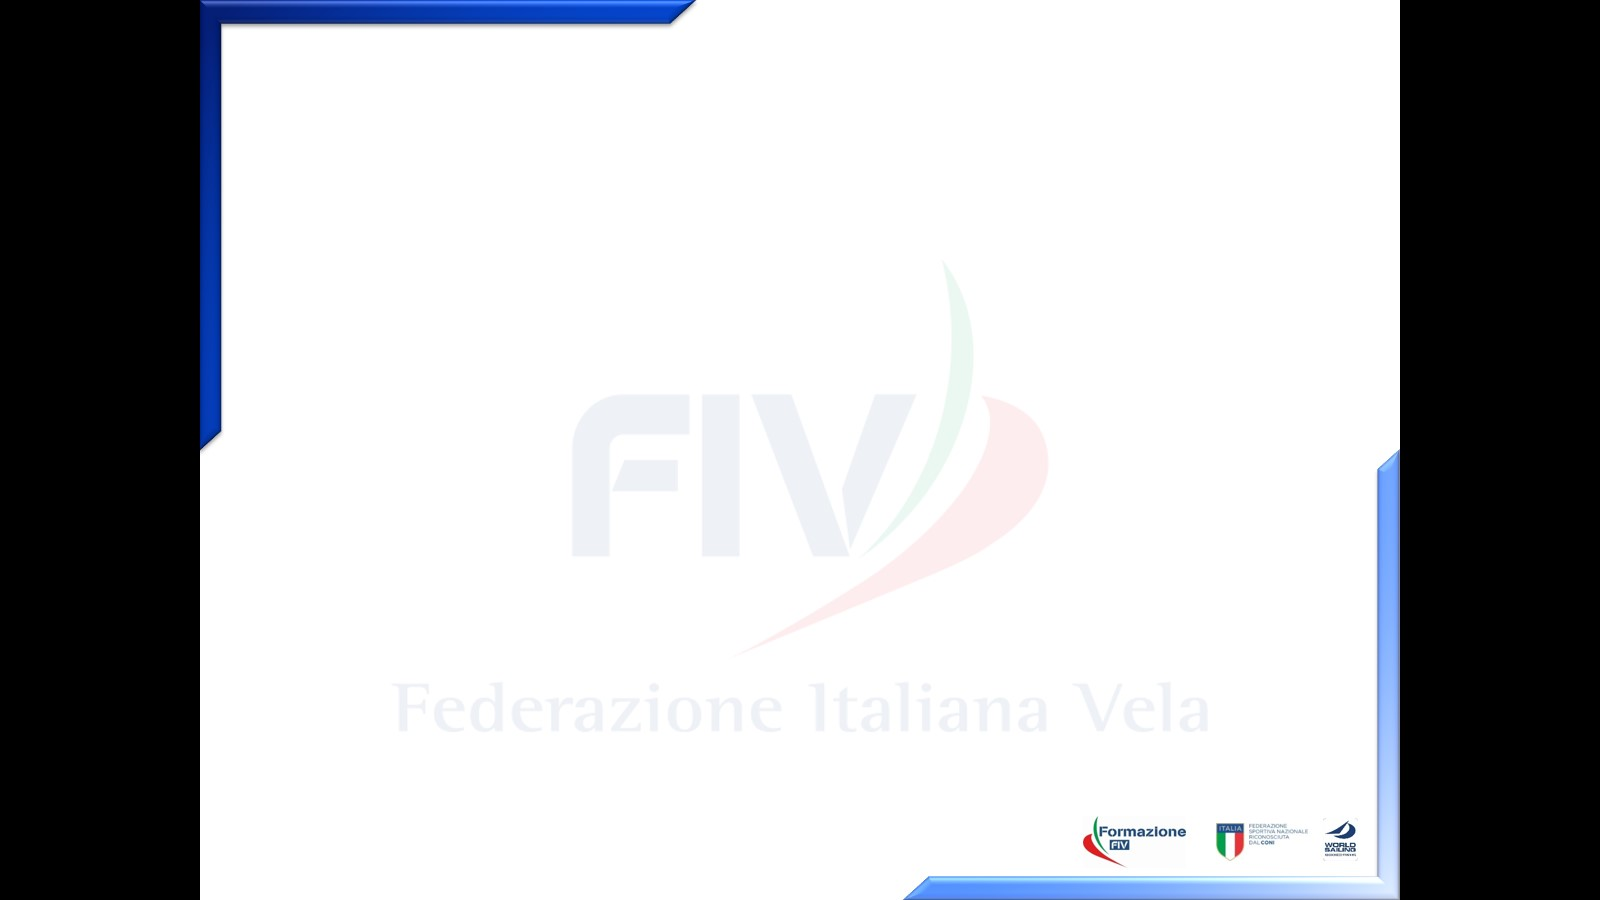 FIV
Federazione Italiana Vela
Formazione
FIV
ITALIA
FEDERAZIONE
SPORTIVA NAZIONALE
RICONOSCIUTA
DAL CONI
WORLD
SAILING